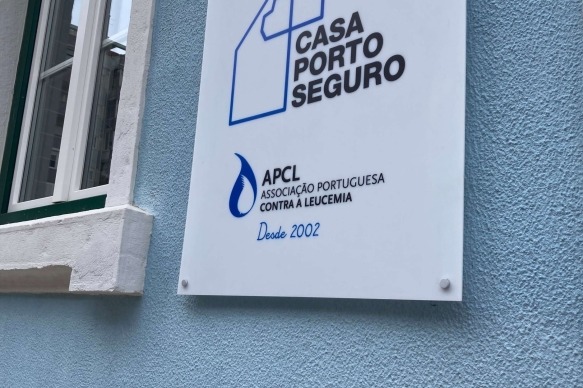 CASA
PORTO
SEGURO
APCL
ASSOCIAÇÃO PORTUGUESA
CONTRA A LEUCEMIA
Desde 2002